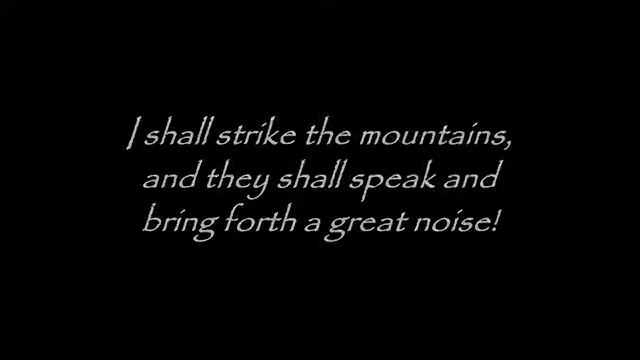 I shall strike the mountains,
and they shall speak and
bring forth a great noise!